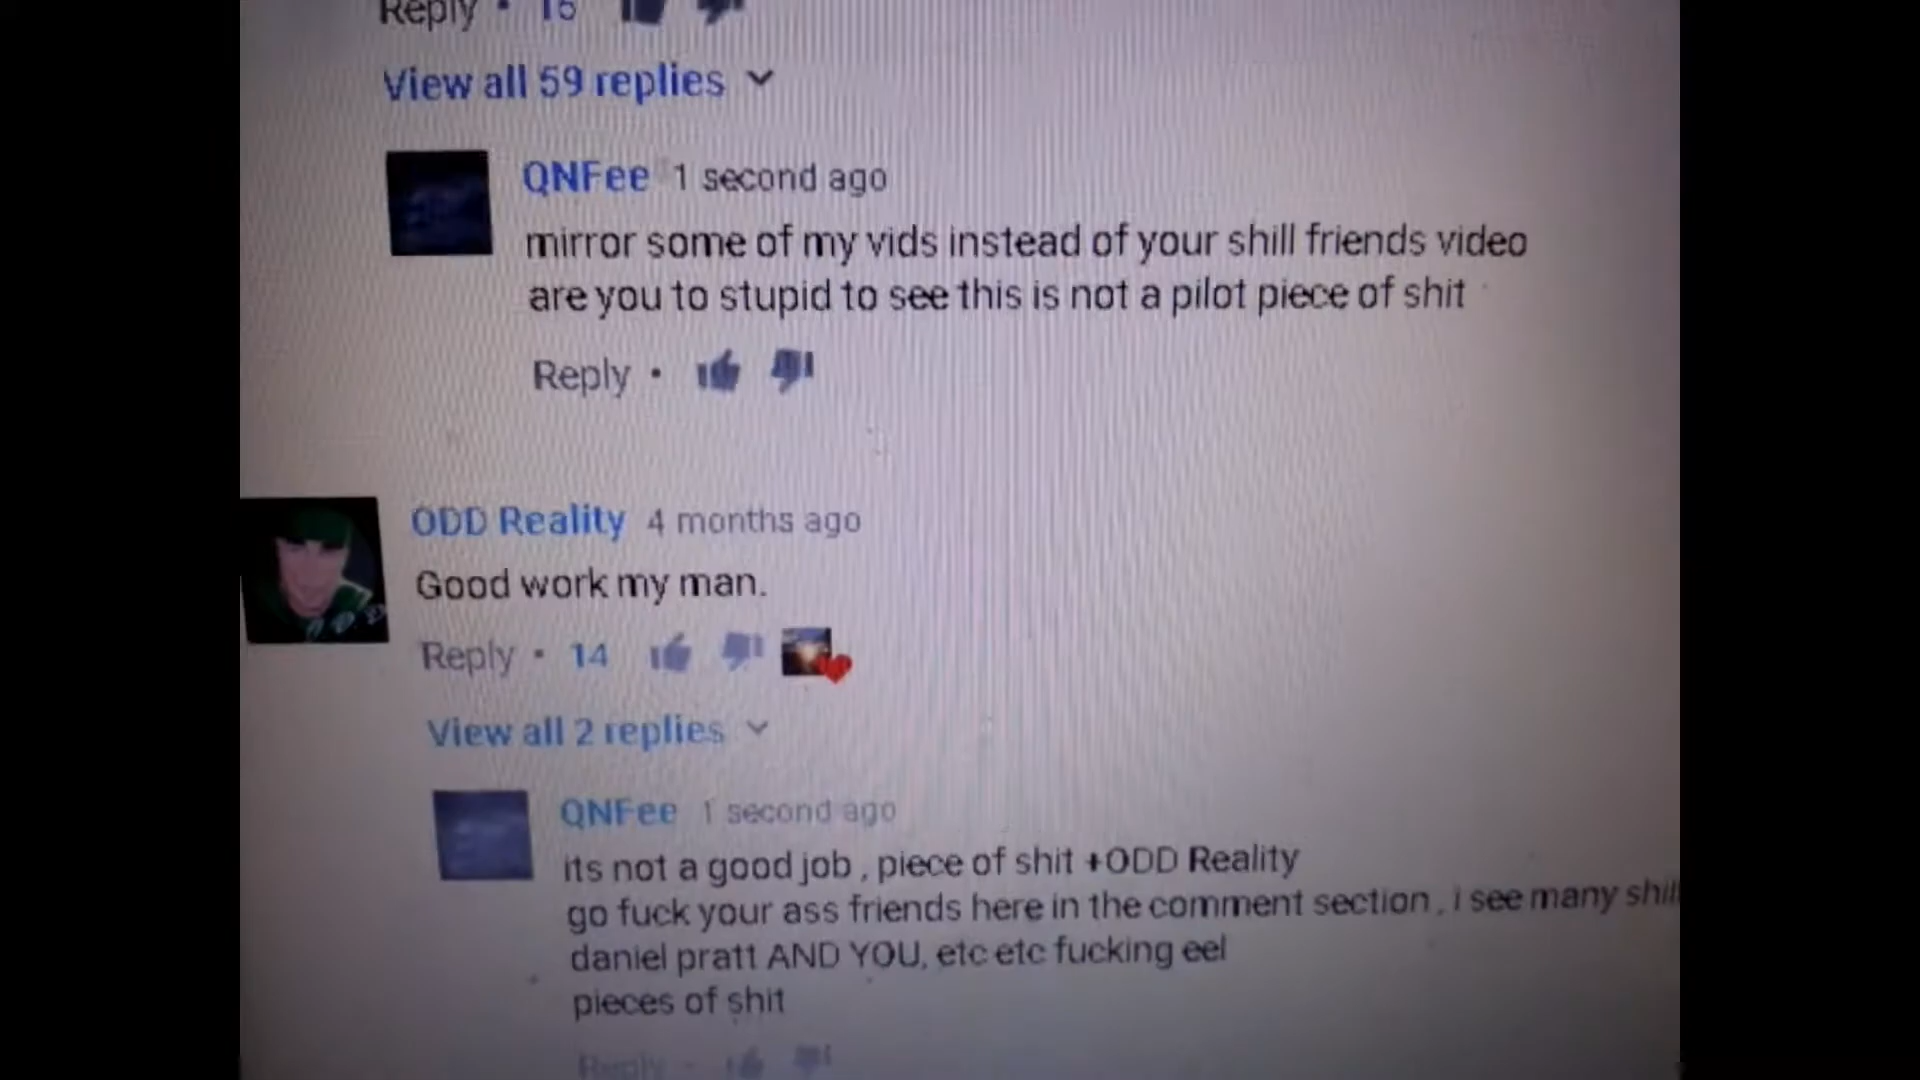 Reply • 16
View all 59 replies
QNFee 1 second ago
mirror some of my vids instead of your shill friends video
are you to stupid to see this is not a pilot piece of shit
Reply •
ODD Reality 4 months ago
Good work my man.
Reply • 14
View all 2 replies
QNFee 1 second ago
its not a good job , piece of shit +ODD Reality
go fuck your ass friends here in the comment section , i see many shill
daniel pratt AND YOU, etc etc fucking eel
pieces of shit
Reply •